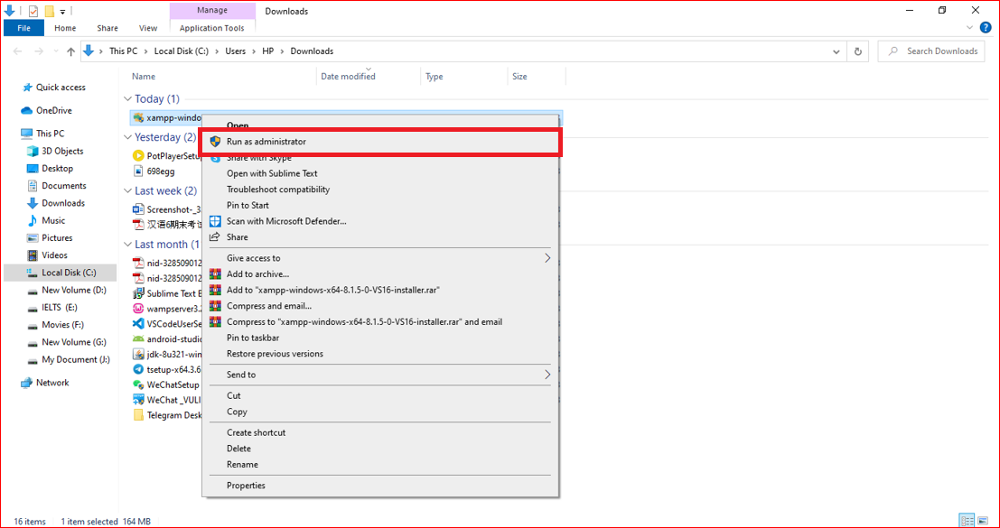 Manage
Downloads
File
Home
Share
View
Application Tools
This PC
Local Disk (C:)
Users
HP
Downloads
Search Downloads
Name
Date modified
Type
Size
Quick access
OneDrive
This PC
3D Objects
Desktop
Documents
Downloads
Music
Pictures
Videos
Local Disk (C:)
New Volume (D:)
IELTS (E:)
Movies (F:)
New Volume (G:)
My Document (J:)
Network
Today (1)
xampp-windo
Yesterday (2)
PotPlayerSetu
698egg
Last week (2)
Screenshot-_3
汉语6期末考试
Last month (1
nid-328509012
nid-328509012
Sublime Text B
wampserver3.2
VSCodeUserSe
android-studio
jdk-8u321-win
tsetup-x64.3.6
WeChatSetup
WeChat _VULI
Telegram Desk
Open
Run as administrator
Share with Skype
Open with Sublime Text
Troubleshoot compatibility
Pin to Start
Scan with Microsoft Defender...
Share
Give access to
Add to archive...
Add to "xampp-windows-x64-8.1.5-0-VS16-installer.rar"
Compress and email...
Compress to "xampp-windows-x64-8.1.5-0-VS16-installer.rar" and email
Pin to taskbar
Restore previous versions
Send to
Cut
Copy
Create shortcut
Delete
Rename
Properties
16 items
1 item selected 164 MB